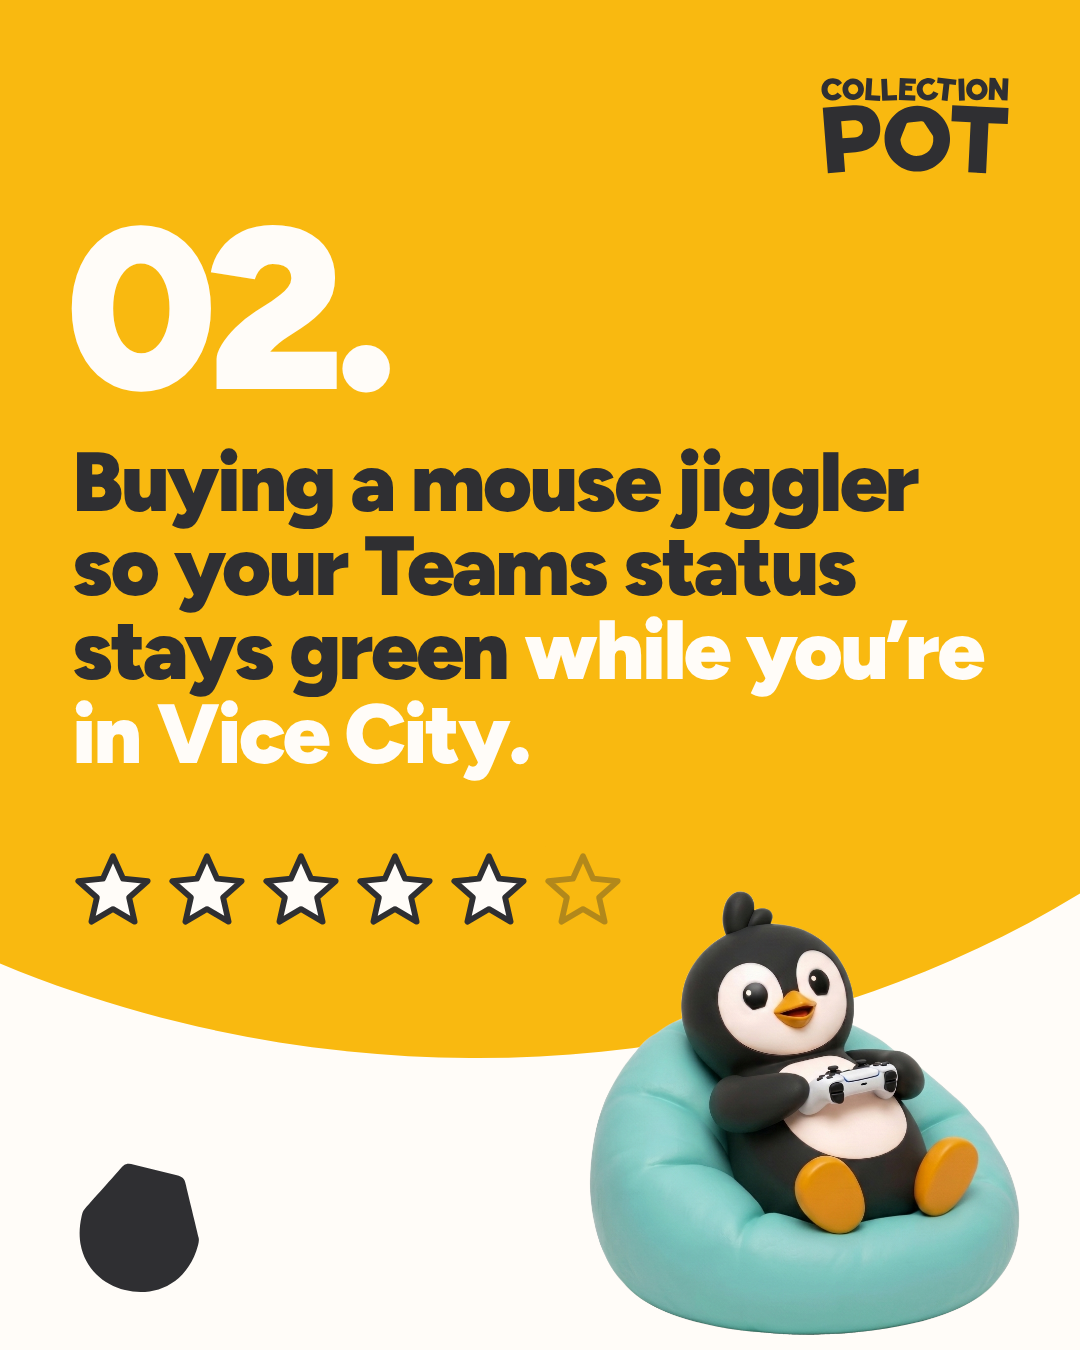 COLLECTION
POT
02.
Buying a mouse jiggler
so your Teams status
stays green while you’re
in Vice City.